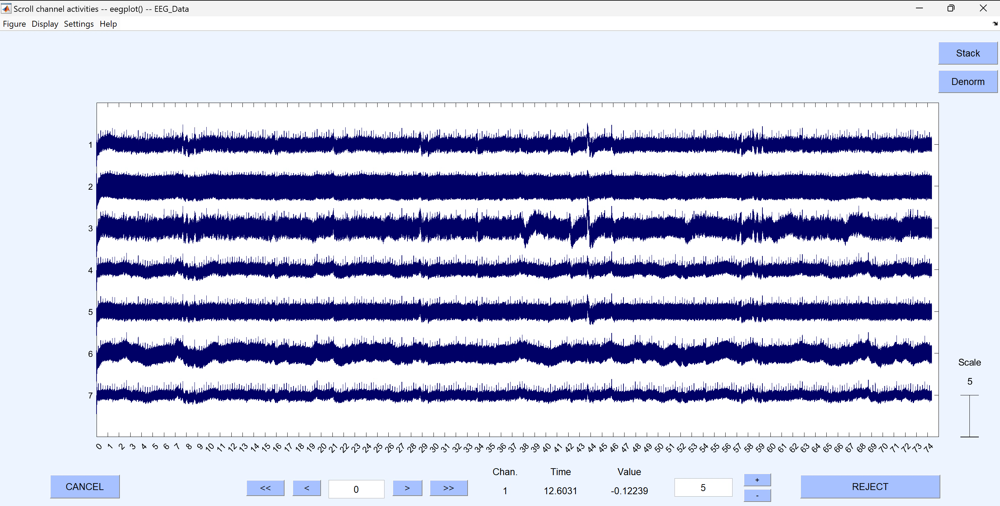 Scroll channel activities -- eegplot() -- EEG_Data
Figure Display Settings Help
Stack
Denorm
1
2
3
4
5
6
7
Scale
5
0 1 2 3 4 5 6 7 8 9 10 11 12 13 14 15 16 17 18 19 20 21 22 23 24 25 26 27 28 29 30 31 32 33 34 35 36 37 38 39 40 41 42 43 44 45 46 47 48 49 50 51 52 53 54 55 56 57 58 59 60 61 62 63 64 65 66 67 68 69 70 71 72 73 74
Chan. Time Value
CANCEL << < 0 > >> 1 12.6031 -0.12239 5 + - REJECT